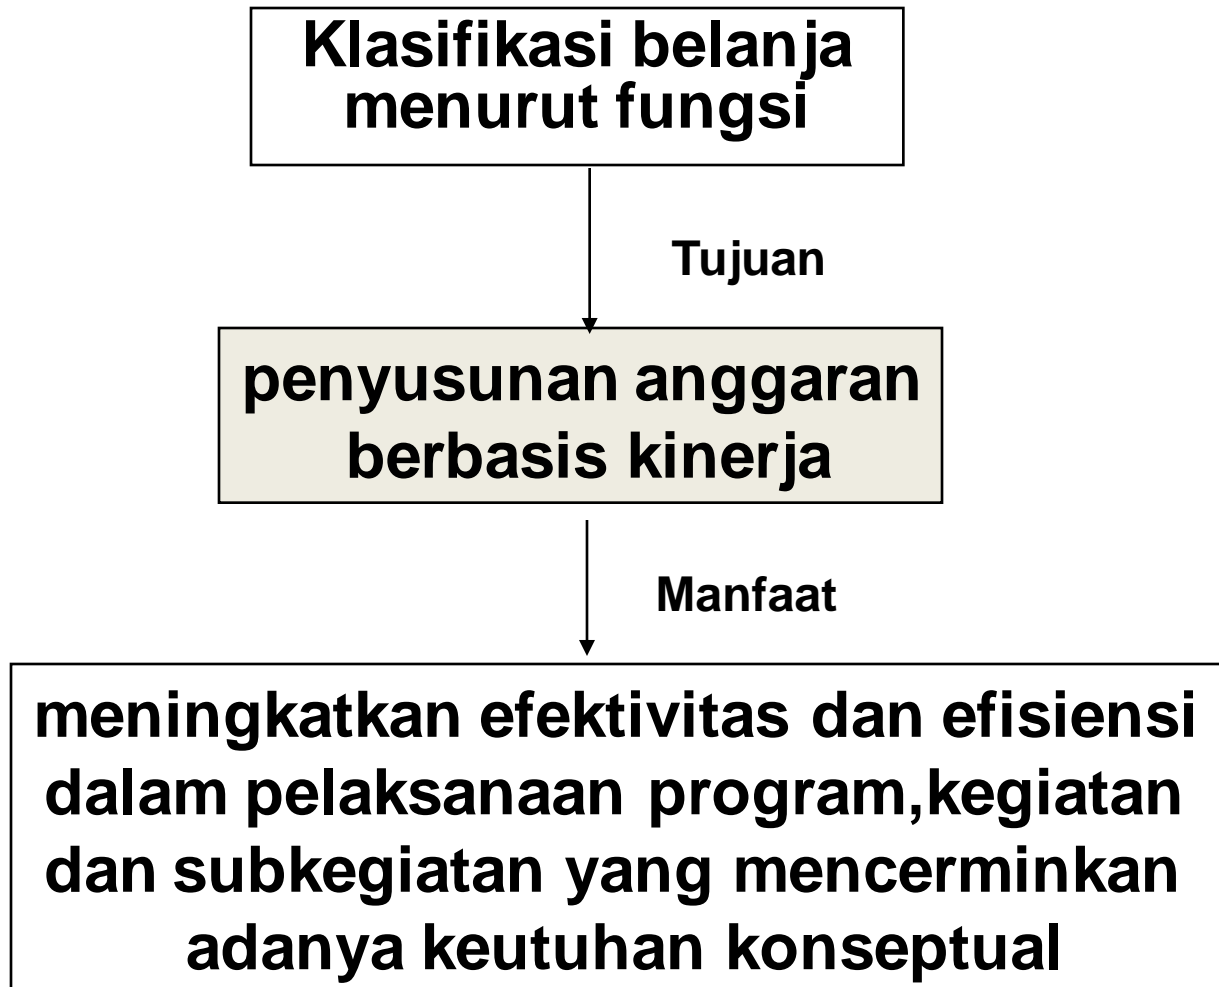 Klasifikasi belanja
menurut fungsi
Tujuan
penyusunan anggaran
berbasis kinerja
Manfaat
meningkatkan efektivitas dan efisiensi
dalam pelaksanaan program,kegiatan
dan subkegiatan yang mencerminkan
adanya keutuhan konseptual